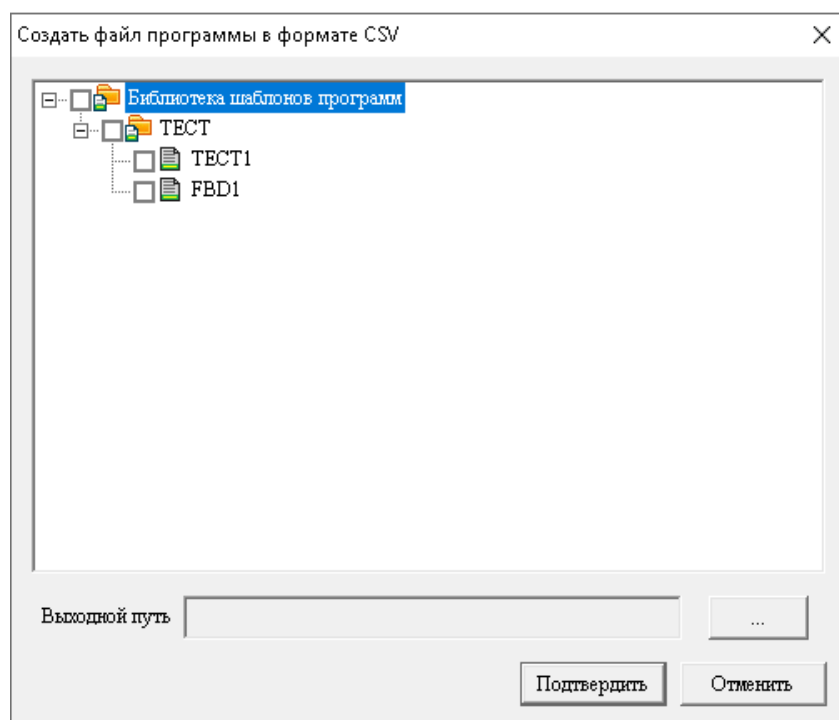 Создать файл программы в формате CSV
Библиотека шаблонов программ
ТЕСТ
ТЕСТ1
FBD1
Выходной путь
...
Подтвердить Отменить